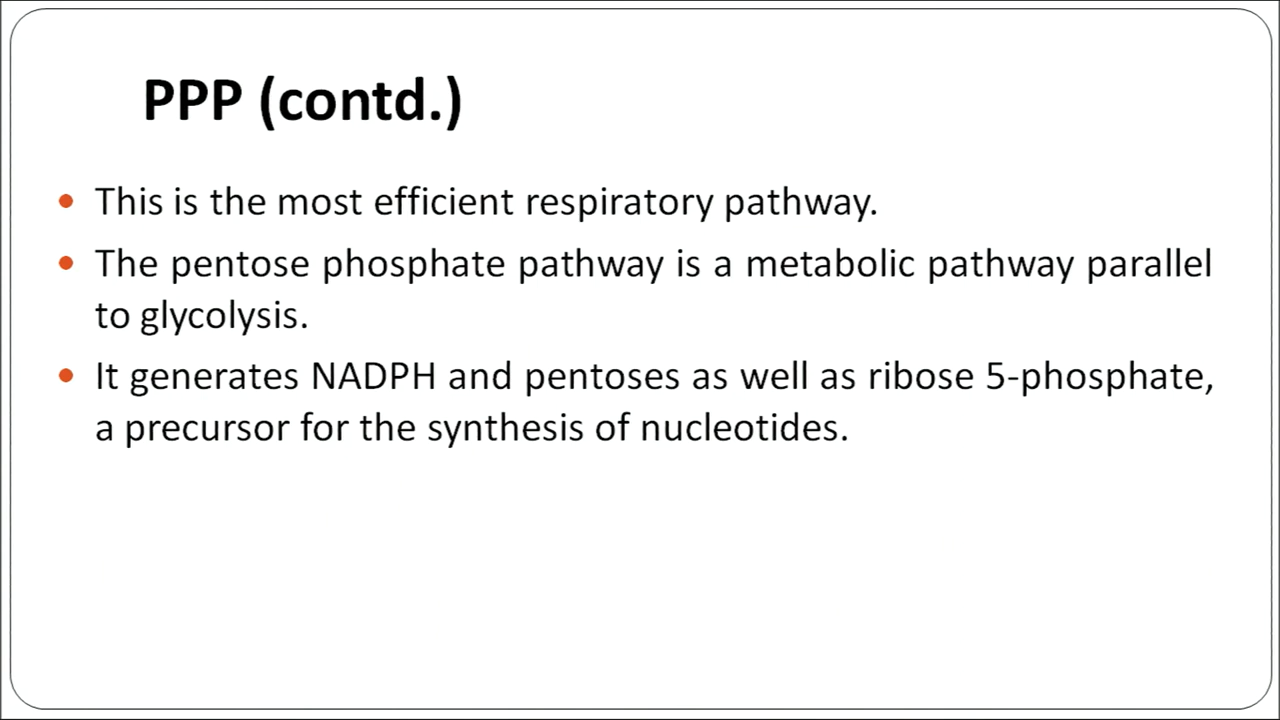 PPP (contd.)
• This is the most efficient respiratory pathway.
• The pentose phosphate pathway is a metabolic pathway parallel
to glycolysis.
• It generates NADPH and pentoses as well as ribose 5-phosphate,
a precursor for the synthesis of nucleotides.